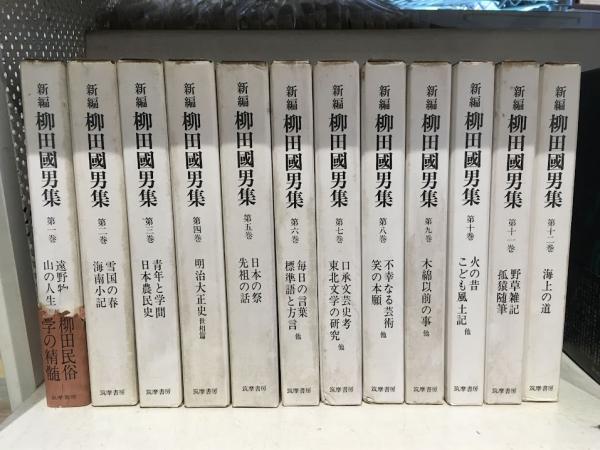 新編
柳田國男集
第一巻
遠野物
山の人生
柳田民俗
学の精髄
筑摩書房
新編
柳田國男集
第二巻
雪国の春
海南小記
筑摩書房
新編
柳田國男集
第三巻
青年と学問
日本農民史
筑摩書房
新編
柳田國男集
第四巻
明治大正史 世相篇
筑摩書房
新編
柳田國男集
第五巻
日本の祭
先祖の話
筑摩書房
新編
柳田國男集
第六巻
毎日の言葉
標準語と方言 他
筑摩書房
新編
柳田國男集
第七巻
口承文芸史考
東北文学の研究 他
筑摩書房
新編
柳田國男集
第八巻
不幸なる芸術
笑の本願 他
筑摩書房
新編
柳田國男集
第九巻
木綿以前の事 他
筑摩書房
新編
柳田國男集
第十巻
火の昔
こども風土記 他
筑摩書房
新編
柳田國男集
第十一巻
野草雑記
孤猿随筆
筑摩書房
新編
柳田國男集
第十二巻
海上の道
筑摩書房